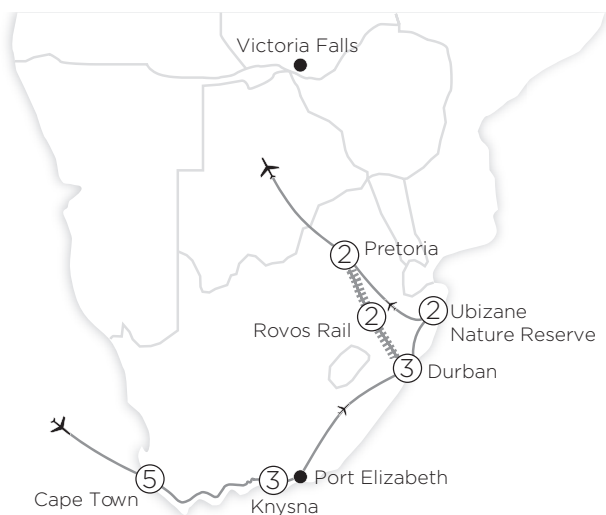 Victoria Falls
2
Pretoria
2
Rovos Rail
2
Ubizane
Nature Reserve
3
Durban
5
Cape Town
3
Knysna
Port Elizabeth